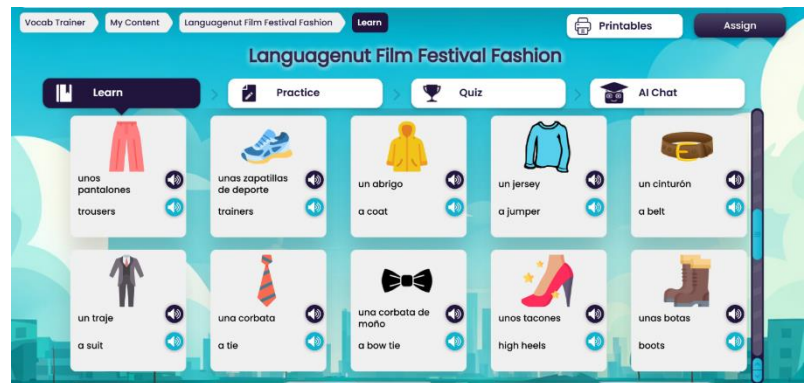 Vocab Trainer
My Content
Languagenut Film Festival Fashion
Learn
Printables
Assign
Languagenut Film Festival Fashion
Learn
Practice
Quiz
AI Chat
unos
pantalones
trousers
unas zapatillas
de deporte
trainers
un abrigo
a coat
un jersey
a jumper
un cinturón
a belt
un traje
a suit
una corbata
a tie
una corbata de
moño
a bow tie
unos tacones
high heels
unas botas
boots